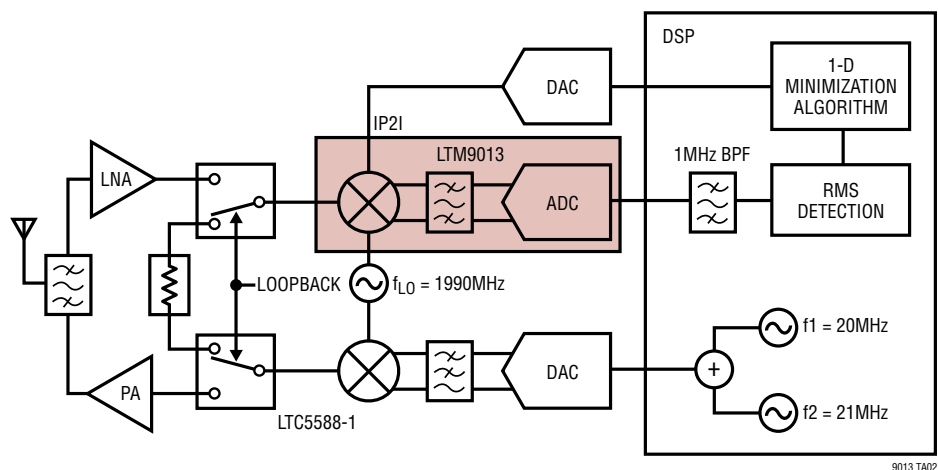 DSP
1-D
MINIMIZATION
ALGORITHM
DAC
IP2I
LTM9013
1MHz BPF
LNA
ADC
RMS
DETECTION
LOOPBACK
fLO = 1990MHz
f1 = 20MHz
DAC
+
PA
f2 = 21MHz
LTC5588-1
9013 TA02